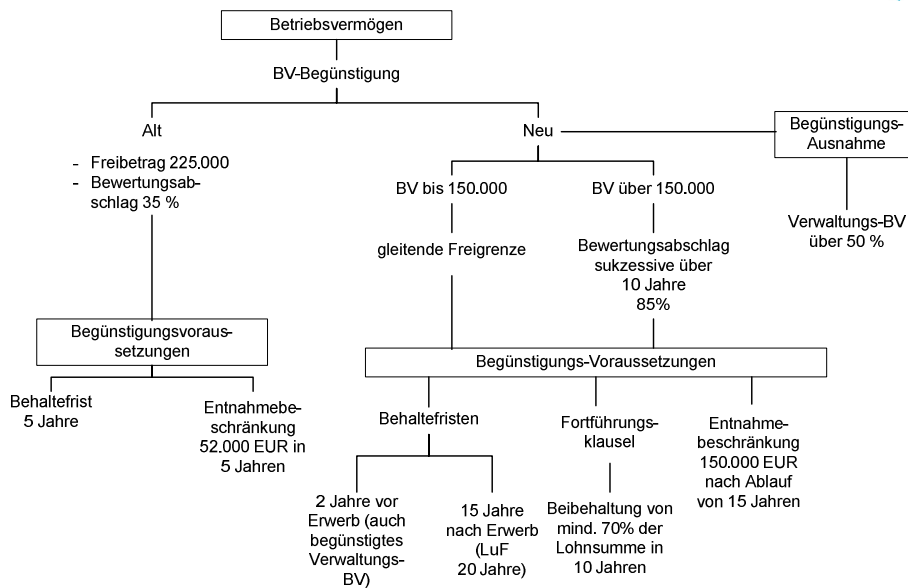 Betriebsvermögen
BV-Begünstigung
Alt
Neu
Begünstigungs-
Ausnahme
- Freibetrag 225.000
- Bewertungsab-
schlag 35 %
BV bis 150.000
BV über 150.000
Verwaltungs-BV
über 50 %
gleitende Freigrenze
Bewertungsabschlag
sukzessive über
10 Jahre
85%
Begünstigungsvoraus-
setzungen
Begünstigungs-Voraussetzungen
Behaltefrist
5 Jahre
Entnahmebe-
schränkung
52.000 EUR in
5 Jahren
Behaltefristen
Fortführungs-
klausel
Entnahme-
beschränkung
150.000 EUR
nach Ablauf
von 15 Jahren
2 Jahre vor
Erwerb (auch
begünstigtes
Verwaltungs-
BV)
15 Jahre
nach Erwerb
(LuF
20 Jahre)
Beibehaltung von
mind. 70% der
Lohnsumme in
10 Jahren